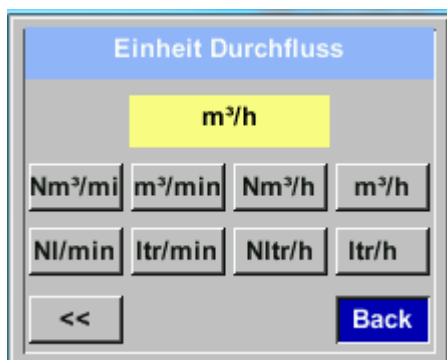 Einheit Durchfluss
m³/h
Nm³/mi m³/min Nm³/h m³/h
Nl/min ltr/min Nltr/h ltr/h
<< Back